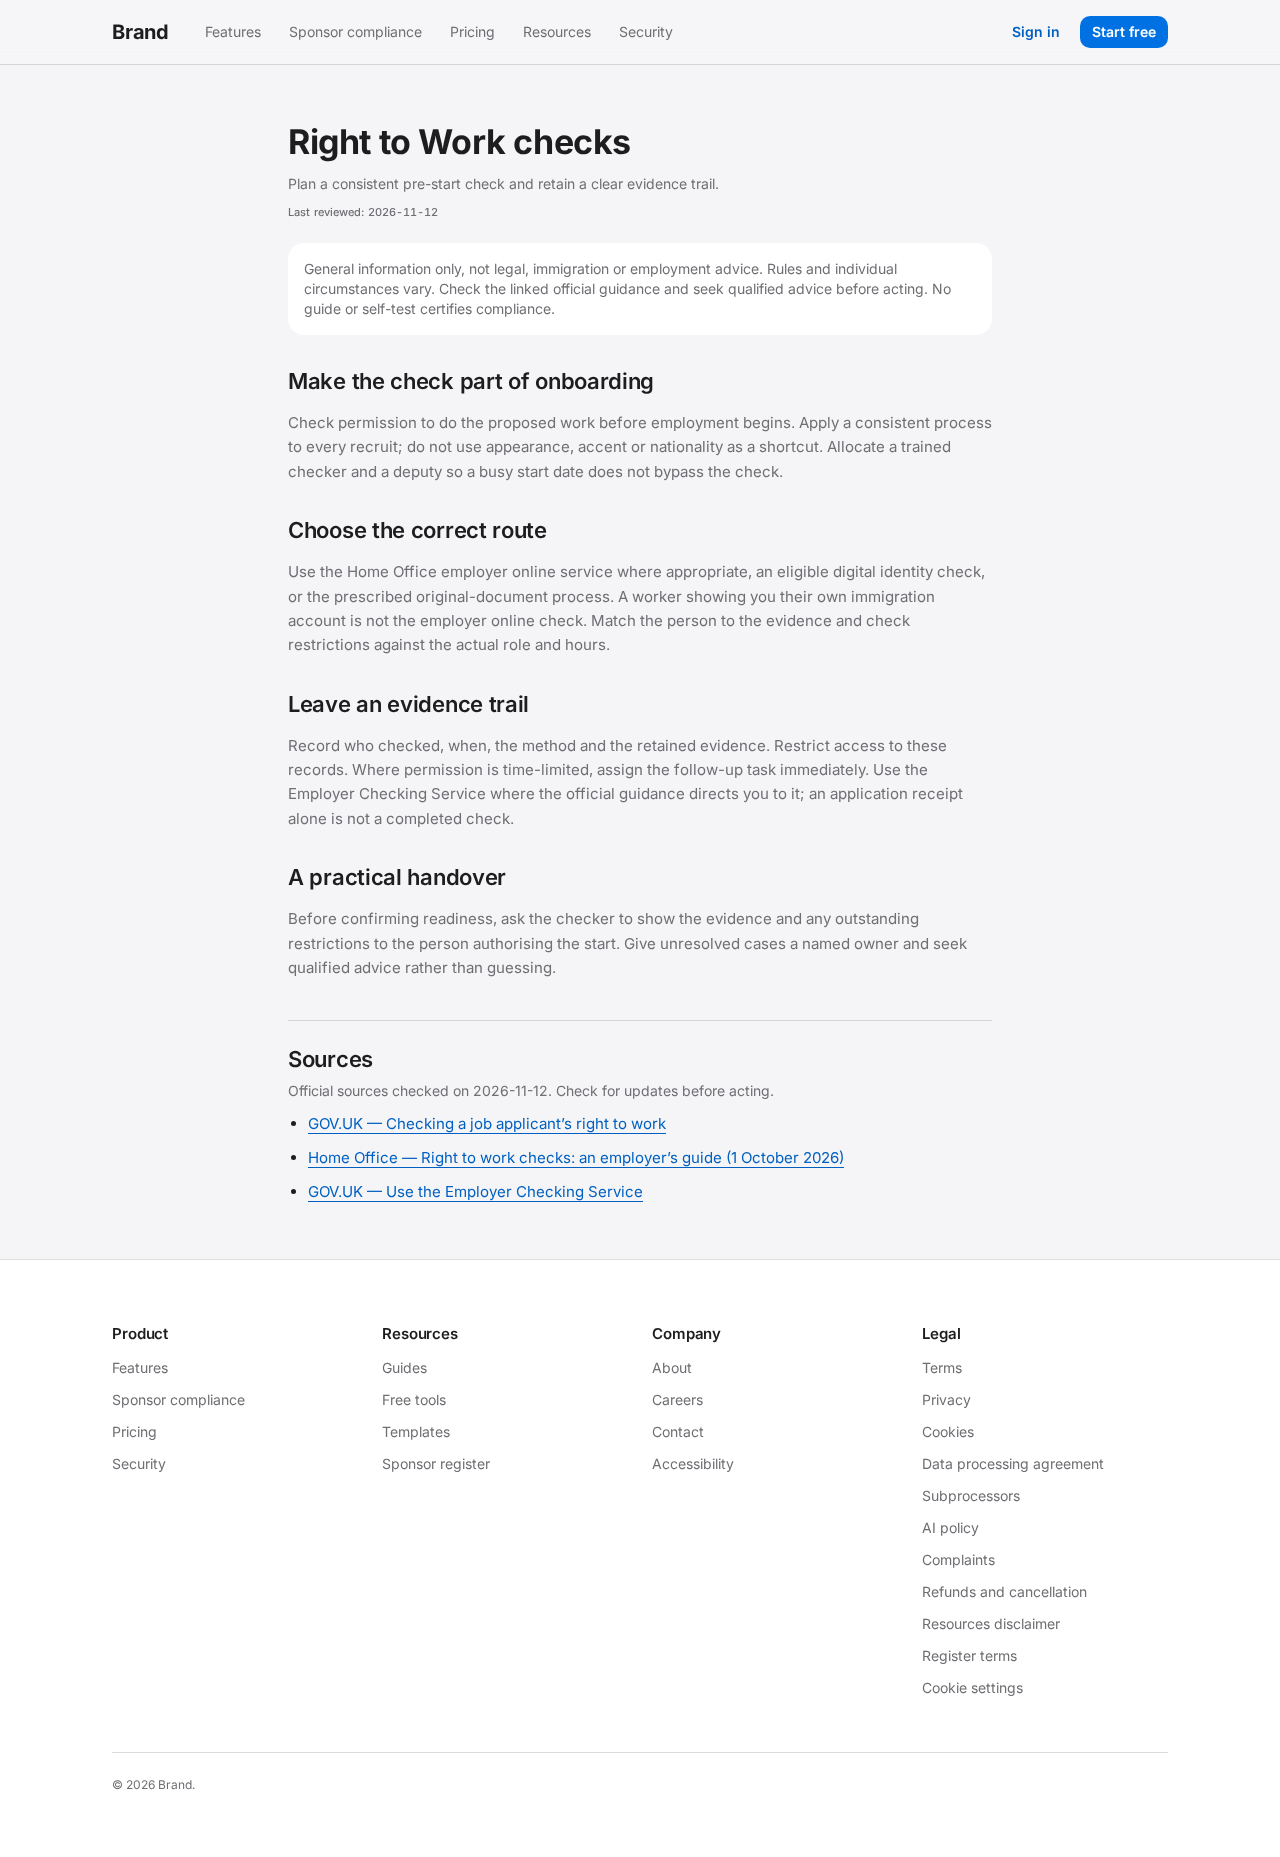 Brand
Features
Sponsor compliance
Pricing
Resources
Security
Sign in
Start free
Right to Work checks
Plan a consistent pre-start check and retain a clear evidence trail.
Last reviewed: 2026-11-12
General information only, not legal, immigration or employment advice. Rules and individual
circumstances vary. Check the linked official guidance and seek qualified advice before acting. No
guide or self-test certifies compliance.
Make the check part of onboarding
Check permission to do the proposed work before employment begins. Apply a consistent process
to every recruit; do not use appearance, accent or nationality as a shortcut. Allocate a trained
checker and a deputy so a busy start date does not bypass the check.
Choose the correct route
Use the Home Office employer online service where appropriate, an eligible digital identity check,
or the prescribed original-document process. A worker showing you their own immigration
account is not the employer online check. Match the person to the evidence and check
restrictions against the actual role and hours.
Leave an evidence trail
Record who checked, when, the method and the retained evidence. Restrict access to these
records. Where permission is time-limited, assign the follow-up task immediately. Use the
Employer Checking Service where the official guidance directs you to it; an application receipt
alone is not a completed check.
A practical handover
Before confirming readiness, ask the checker to show the evidence and any outstanding
restrictions to the person authorising the start. Give unresolved cases a named owner and seek
qualified advice rather than guessing.
Sources
Official sources checked on 2026-11-12. Check for updates before acting.
GOV.UK — Checking a job applicant’s right to work
Home Office — Right to work checks: an employer’s guide (1 October 2026)
GOV.UK — Use the Employer Checking Service
Product
Features
Sponsor compliance
Pricing
Security
Resources
Guides
Free tools
Templates
Sponsor register
Company
About
Careers
Contact
Accessibility
Legal
Terms
Privacy
Cookies
Data processing agreement
Subprocessors
AI policy
Complaints
Refunds and cancellation
Resources disclaimer
Register terms
Cookie settings
© 2026 Brand.